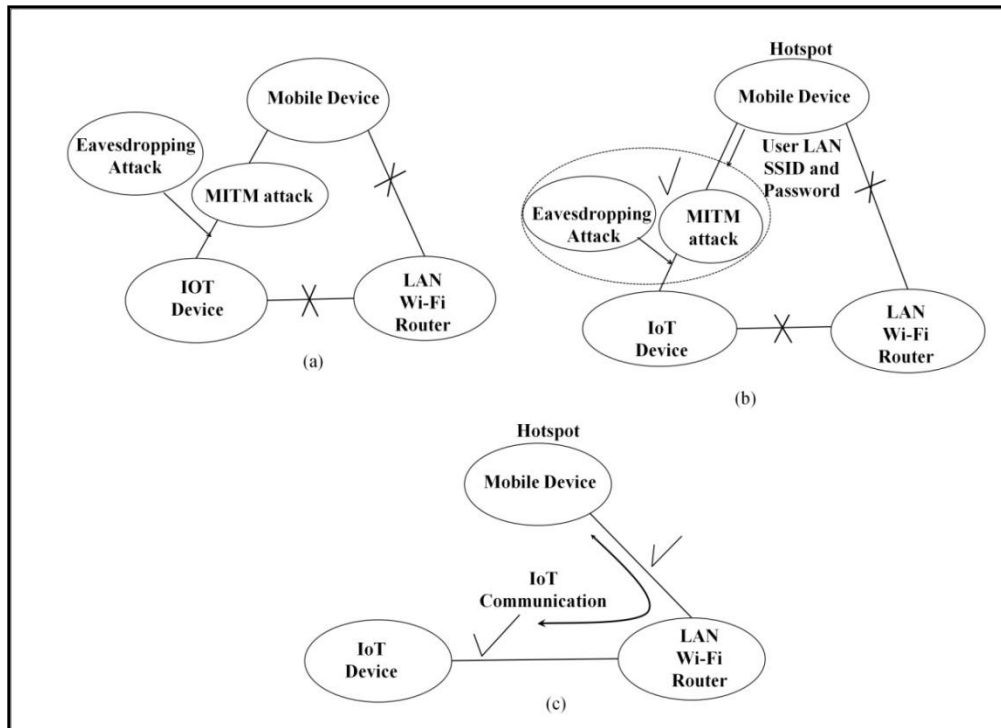 Mobile Device
Eavesdropping
Attack
MITM attack
IOT
Device
LAN
Wi-Fi
Router
(a)
Hotspot
Mobile Device
User LAN
SSID and
Password
Eavesdropping
Attack
MITM
attack
IoT
Device
LAN
Wi-Fi
Router
(b)
Hotspot
Mobile Device
IoT
Communication
IoT
Device
LAN
Wi-Fi
Router
(c)